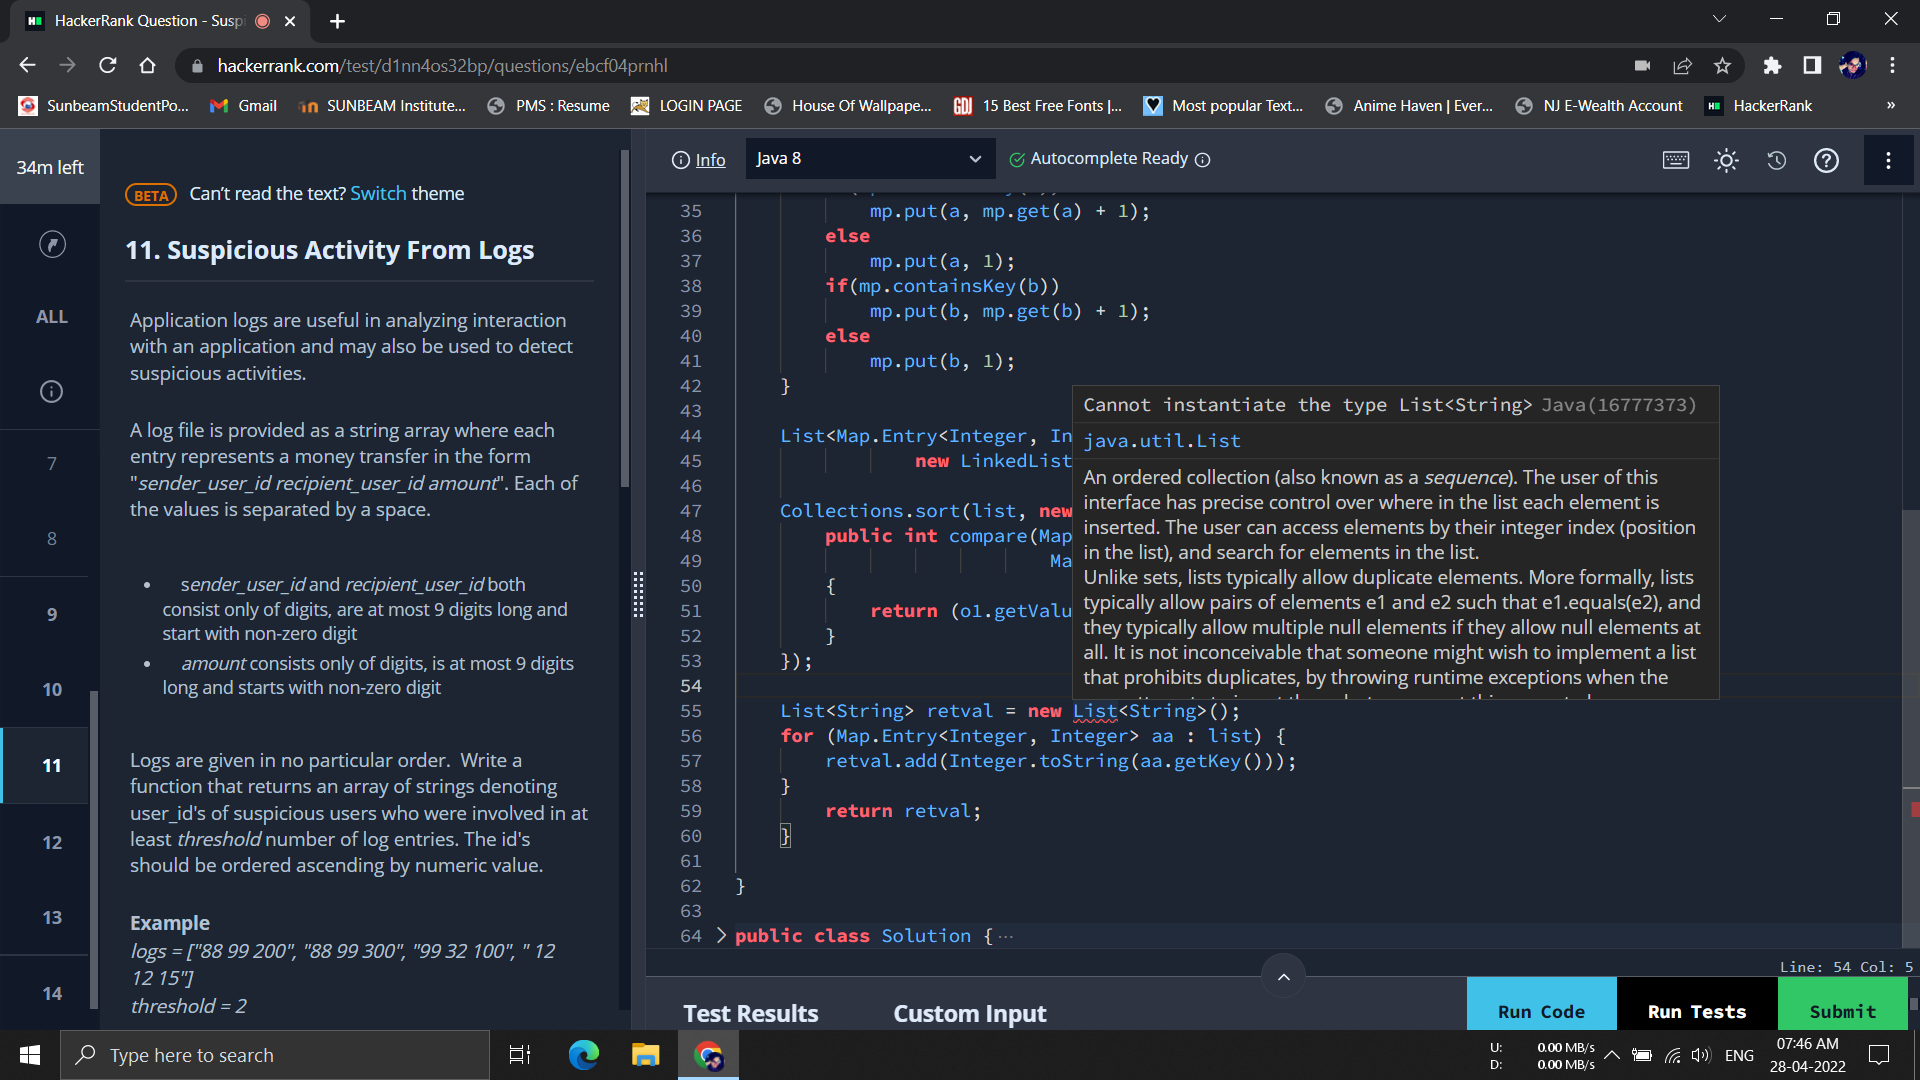 HackerRank Question - Susp
hackerrank.com/test/d1nn4os32bp/questions/ebcf04prnhl
SunbeamStudentPo... Gmail SUNBEAM Institute... PMS : Resume LOGIN PAGE House Of Wallpape... 15 Best Free Fonts |... Most popular Text... Anime Haven | Ever... NJ E-Wealth Account HackerRank »
34m left
ALL
7
8
9
10
11
12
13
14
BETA Can't read the text? Switch theme
11. Suspicious Activity From Logs
Application logs are useful in analyzing interaction
with an application and may also be used to detect
suspicious activities.
A log file is provided as a string array where each
entry represents a money transfer in the form
"sender_user_id recipient_user_id amount". Each of
the values is separated by a space.
• sender_user_id and recipient_user_id both
consist only of digits, are at most 9 digits long and
start with non-zero digit
• amount consists only of digits, is at most 9 digits
long and starts with non-zero digit
Logs are given in no particular order.  Write a
function that returns an array of strings denoting
user_id's of suspicious users who were involved in at
least threshold number of log entries. The id's
should be ordered ascending by numeric value.
Example
logs = ["88 99 200", "88 99 300", "99 32 100", " 12
12 15"]
threshold = 2
Info Java 8 Autocomplete Ready
35 mp.put(a, mp.get(a) + 1);
36 else
37 mp.put(a, 1);
38 if(mp.containsKey(b))
39 mp.put(b, mp.get(b) + 1);
40 else
41 mp.put(b, 1);
42 }
43
44 List<Map.Entry<Integer, In
45 new LinkedList
46
47 Collections.sort(list, new
48 public int compare(Map
49 Ma
50 {
51 return (o1.getValu
52 }
53 });
54
55 List<String> retval = new List<String>();
56 for (Map.Entry<Integer, Integer> aa : list) {
57 retval.add(Integer.toString(aa.getKey()));
58 }
59 return retval;
60 }
61
62 }
63
64 public class Solution { ...
Cannot instantiate the type List<String> Java(16777373)
java.util.List
An ordered collection (also known as a sequence). The user of this
interface has precise control over where in the list each element is
inserted. The user can access elements by their integer index (position
in the list), and search for elements in the list.
Unlike sets, lists typically allow duplicate elements. More formally, lists
typically allow pairs of elements e1 and e2 such that e1.equals(e2), and
they typically allow multiple null elements if they allow null elements at
all. It is not inconceivable that someone might wish to implement a list
that prohibits duplicates, by throwing runtime exceptions when the
Line: 54 Col: 5
Test Results Custom Input Run Code Run Tests Submit
Type here to search
U: 0.00 MB/s
D: 0.00 MB/s
ENG
07:46 AM
28-04-2022